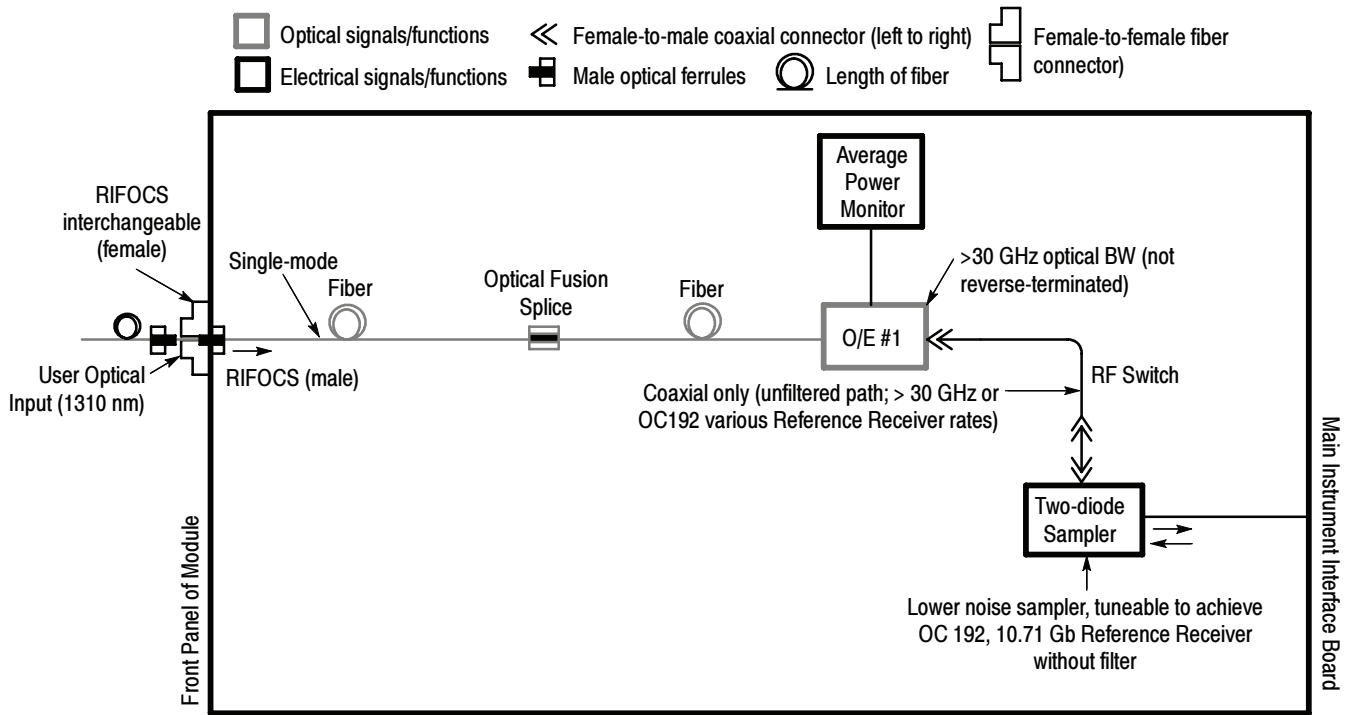 Optical signals/functions
Electrical signals/functions
Female-to-male coaxial connector (left to right)
Male optical ferrules
Length of fiber
Female-to-female fiber
connector)
Average
Power
Monitor
RIFOCS
interchangeable
(female)
Single-mode
Fiber
Optical Fusion
Splice
Fiber
>30 GHz optical BW (not
reverse-terminated)
O/E #1
User Optical
Input (1310 nm)
RIFOCS (male)
Coaxial only (unfiltered path; > 30 GHz or
OC192 various Reference Receiver rates)
RF Switch
Two-diode
Sampler
Lower noise sampler, tuneable to achieve
OC 192, 10.71 Gb Reference Receiver
without filter
Front Panel of Module
Main Instrument Interface Board